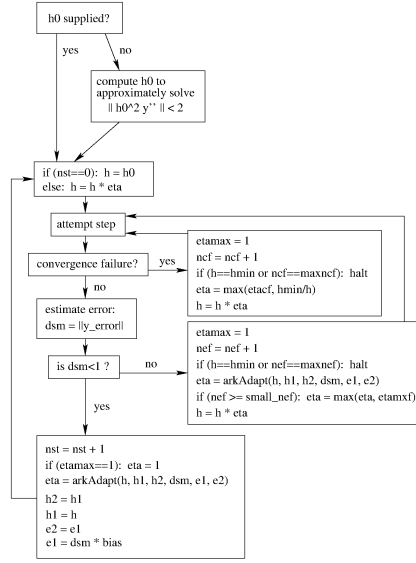 h0 supplied?
yes
no
compute h0 to
approximately solve
|| h0^2 y'' || < 2
if (nst==0): h = h0
else: h = h * eta
attempt step
convergence failure?
yes
etamax = 1
ncf = ncf + 1
if (h==hmin or ncf==maxncf): halt
eta = max(etacf, hmin/h)
h = h * eta
no
estimate error:
dsm = ||y_error||
is dsm<1 ?
no
etamax = 1
nef = nef + 1
if (h==hmin or nef==maxnef): halt
eta = arkAdapt(h, h1, h2, dsm, e1, e2)
if (nef >= small_nef): eta = max(eta, etamxf)
h = h * eta
yes
nst = nst + 1
if (etamax==1): eta = 1
eta = arkAdapt(h, h1, h2, dsm, e1, e2)
h2 = h1
h1 = h
e2 = e1
e1 = dsm * bias